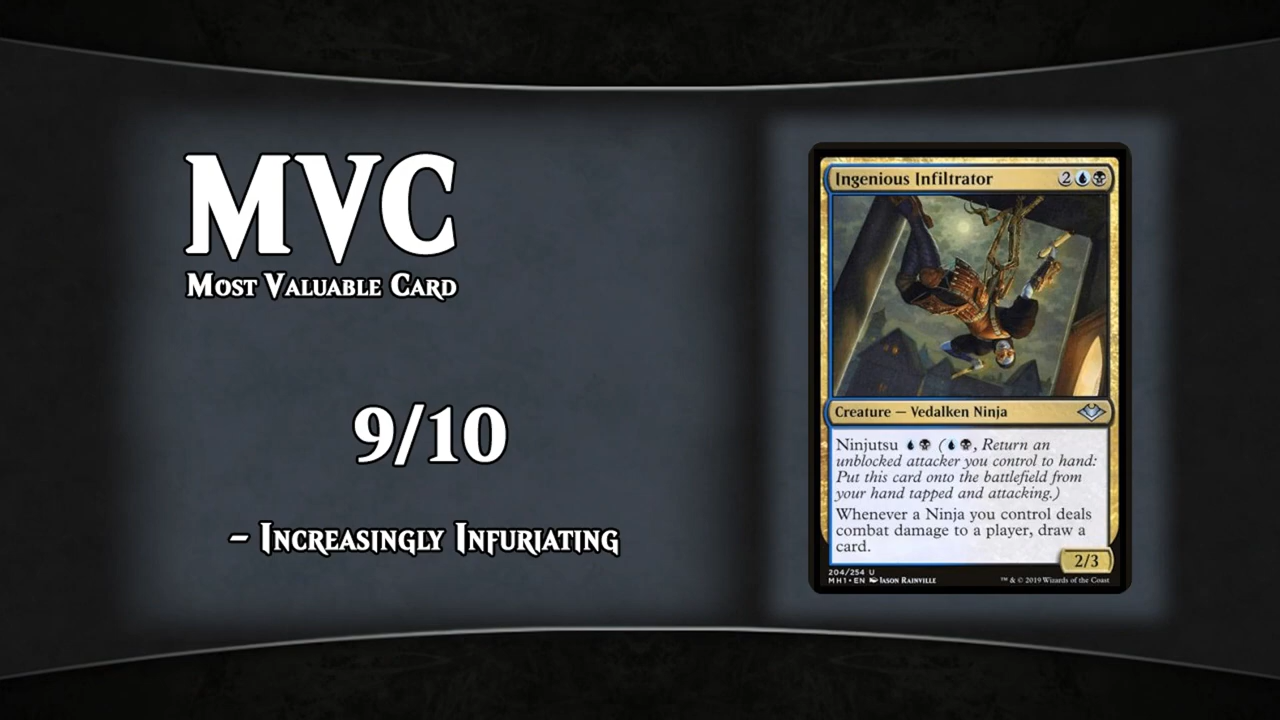 MVC
Most Valuable Card
9/10
– Increasingly Infuriating
Ingenious Infiltrator 2
Creature — Vedalken Ninja
Ninjutsu ( , Return an
unblocked attacker you control to hand:
Put this card onto the battlefield from
your hand tapped and attacking.)
Whenever a Ninja you control deals
combat damage to a player, draw a
card.
2/3
204/254 U
MH1 • EN Jason Rainville
™ & © 2019 Wizards of the Coast